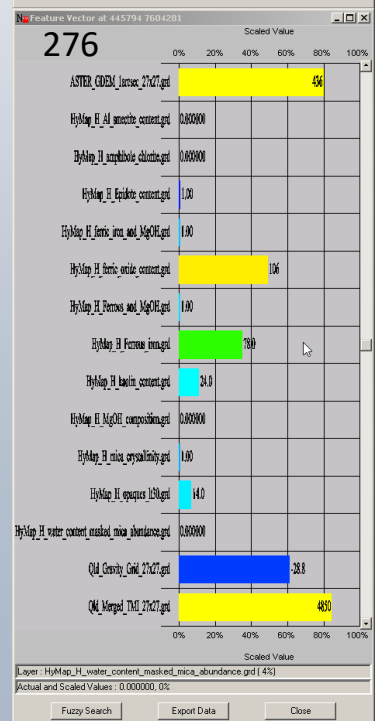 Feature Vector at 445794 7604281
276
Scaled Value
0% 20% 40% 60% 80% 100%
ASTER_GDEM_1arcsec_27x27.grd 436
HyMap_H_Al_smectite_content.grd 0.000000
HyMap_H_amphibole_chlorite.grd 0.000000
HyMap_H_Epidote_content.grd 1.00
HyMap_H_ferric_iron_and_MgOH.grd 1.00
HyMap_H_ferric_oxide_content.grd 106
HyMap_H_Ferrous_and_MgOH.grd 1.00
HyMap_H_Ferrous_iron.grd 78.0
HyMap_H_kaolin_content.grd 24.0
HyMap_H_MgOH_composition.grd 0.000000
HyMap_H_mica_crystallinity.grd 1.00
HyMap_H_opaques_1t50.grd 14.0
HyMap_H_water_content_masked_mica_abundance.grd 0.000000
Qld_Gravity_Grid_27x27.grd -28.8
Qld_Merged_TMI_27x27.grd 4850
0% 20% 40% 60% 80% 100%
Scaled Value
Layer : HyMap_H_water_content_masked_mica_abundance.grd ( 4%)
Actual and Scaled Values : 0.000000, 0%
Fuzzy Search Export Data Close